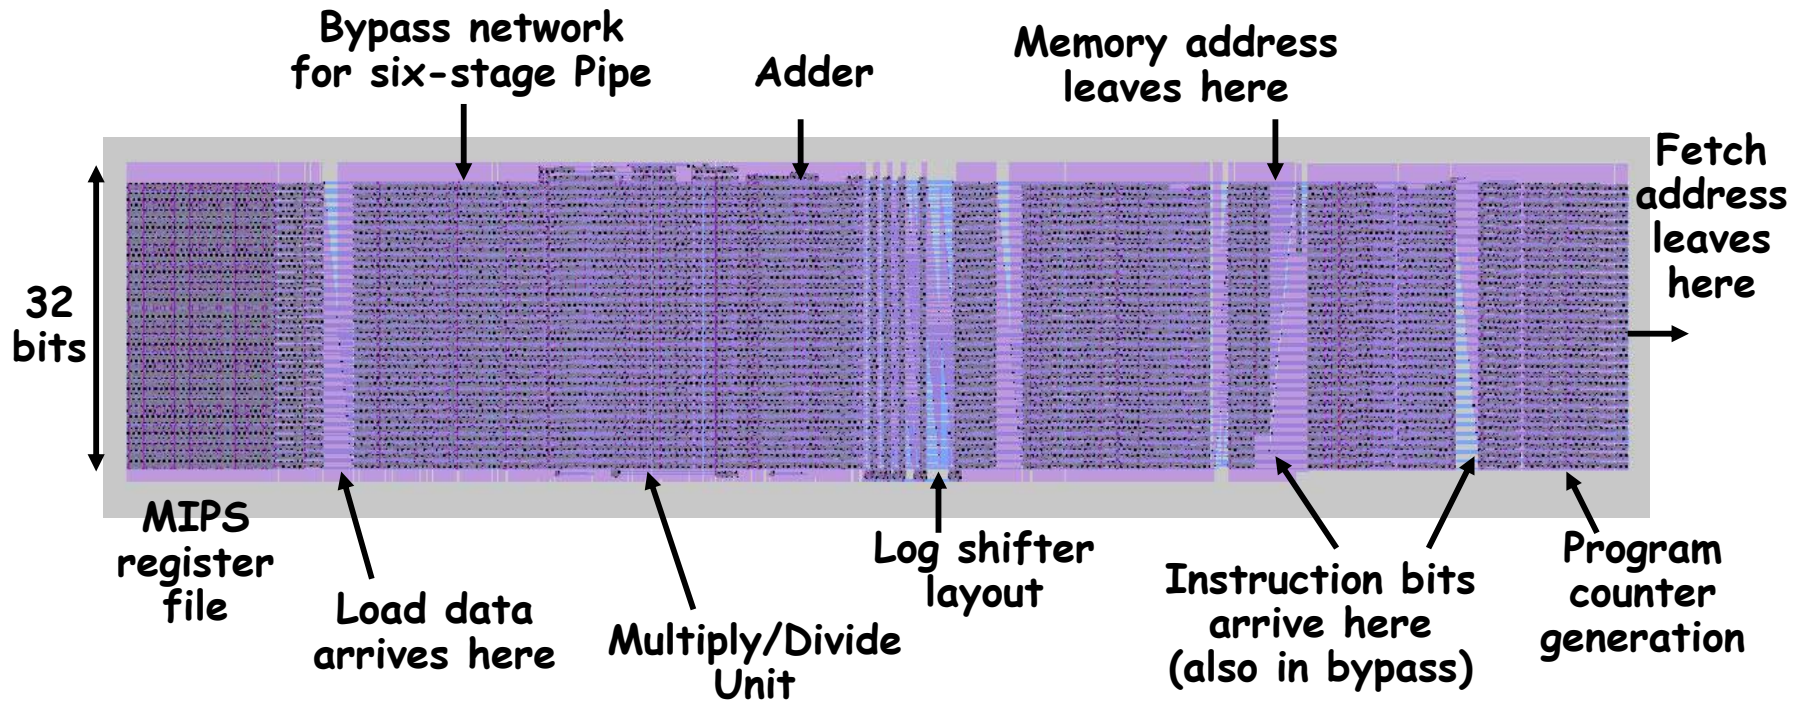 Bypass network
for six-stage Pipe
Adder
Memory address
leaves here
Fetch
address
leaves
here
32
bits
MIPS
register
file
Load data
arrives here
Multiply/Divide
Unit
Log shifter
layout
Instruction bits
arrive here
(also in bypass)
Program
counter
generation